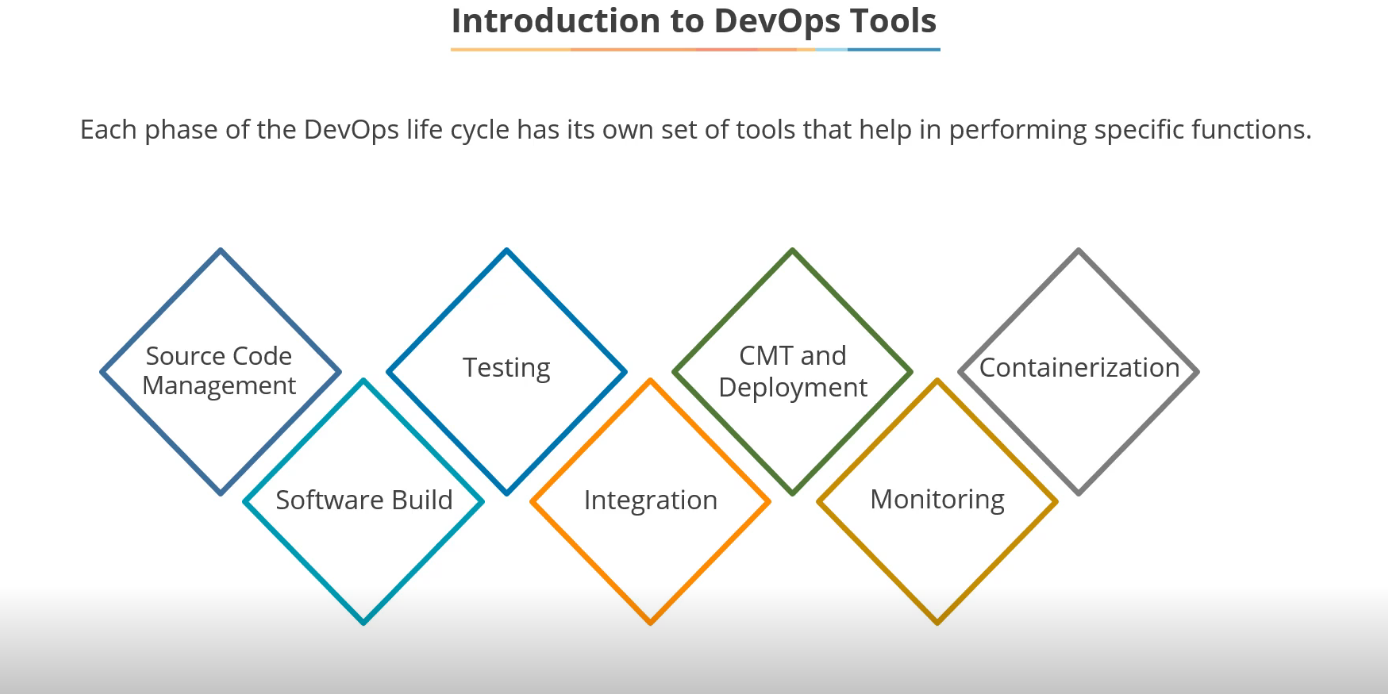 Introduction to DevOps Tools
Each phase of the DevOps life cycle has its own set of tools that help in performing specific functions.
Source Code
Management
Software Build
Testing
Integration
CMT and
Deployment
Monitoring
Containerization